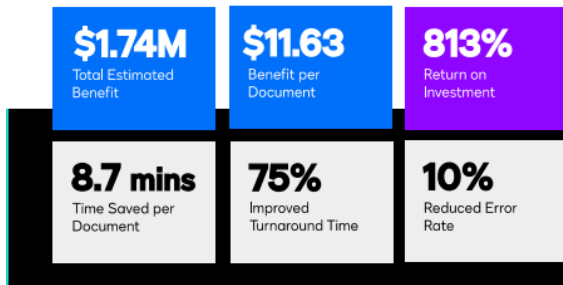 $1.74M
Total Estimated
Benefit
$11.63
Benefit per
Document
813%
Return on
Investment
8.7 mins
Time Saved per
Document
75%
Improved
Turnaround Time
10%
Reduced Error
Rate